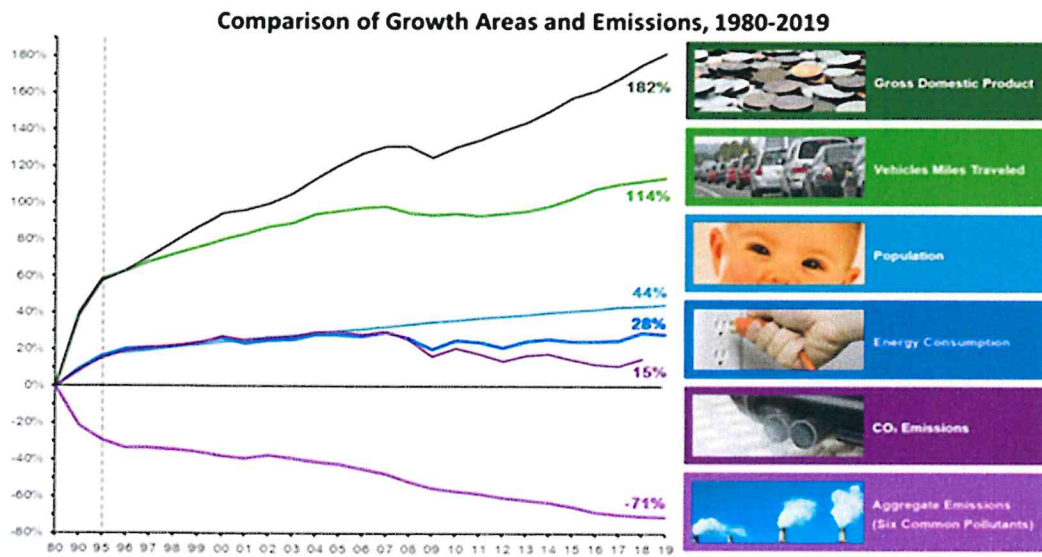 Comparison of Growth Areas and Emissions, 1980-2019
180%
160%
140%
120%
100%
80%
60%
40%
20%
0%
-20%
-40%
-60%
-80%
182%
114%
44%
28%
15%
-71%
80 90 95 96 97 98 99 00 01 02 03 04 05 06 07 08 09 10 11 12 13 14 15 16 17 18 19
Gross Domestic Product
Vehicles Miles Traveled
Population
Energy Consumption
CO₂ Emissions
Aggregate Emissions
(Six Common Pollutants)